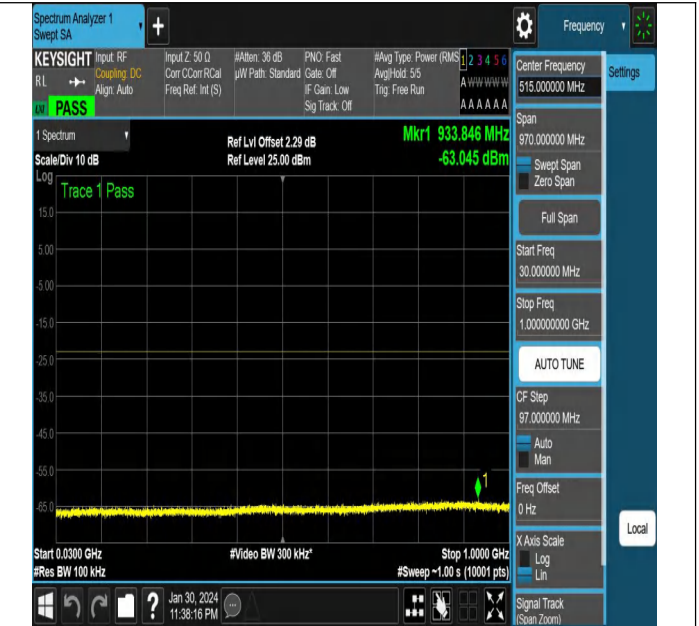 Spectrum Analyzer 1
Swept SA
+
Frequency
KEYSIGHT
RL
LXI PASS
Input: RF
Coupling: DC
Align: Auto
Input Z: 50 Ω
Corr CCorr RCal
Freq Ref: Int (S)
#Atten: 36 dB
µW Path: Standard
PNO: Fast
Gate: Off
IF Gain: Low
Sig Track: Off
#Avg Type: Power (RMS)
Avg|Hold: 5/5
Trig: Free Run
1 2 3 4 5 6
A W W W W W
A A A A A A
1 Spectrum
Scale/Div 10 dB
Ref Lvl Offset 2.29 dB
Ref Level 25.00 dBm
Mkr1 933.846 MHz
-63.045 dBm
Log
Trace 1 Pass
15.0
5.00
-5.00
-15.0
-25.0
-35.0
-45.0
-55.0
-65.0
1
Start 0.0300 GHz
#Res BW 100 kHz
#Video BW 300 kHz*
Stop 1.0000 GHz
#Sweep ~1.00 s (10001 pts)
?
Jan 30, 2024
11:38:16 PM
Center Frequency
515.000000 MHz
Settings
Span
970.000000 MHz
Swept Span
Zero Span
Full Span
Start Freq
30.000000 MHz
Stop Freq
1.000000000 GHz
AUTO TUNE
CF Step
97.000000 MHz
Auto
Man
Freq Offset
0 Hz
X Axis Scale
Log
Lin
Local
Signal Track
(Span Zoom)